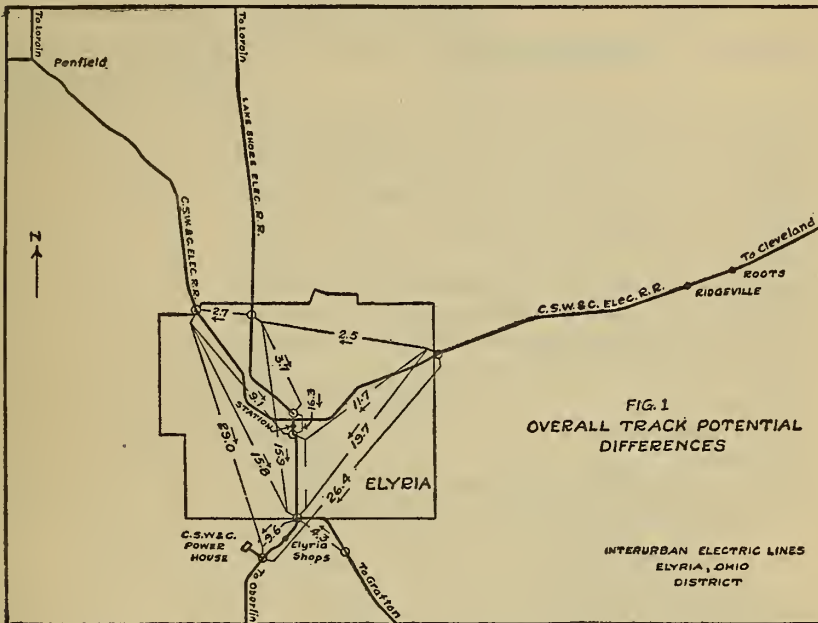 To Lorain
To Lorain
Penfield
LAKE SHORE ELEC. R.R.
C.S.W.&C. ELEC. R.R.
N
To Cleveland
ROOTS
RIDGEVILLE
C.S.W.&C. ELEC. R.R.
2.7
2.5
3.7
9.7
STATION
16.3
11.7
29.0
15.8
15.9
19.7
26.4
ELYRIA
FIG. 1
OVERALL TRACK POTENTIAL
DIFFERENCES
C.S.W.&C.
POWER
HOUSE
9.6
Elyria
Shops
4.3
To Oberlin
To Grafton
INTERURBAN ELECTRIC LINES
ELYRIA, OHIO
DISTRICT